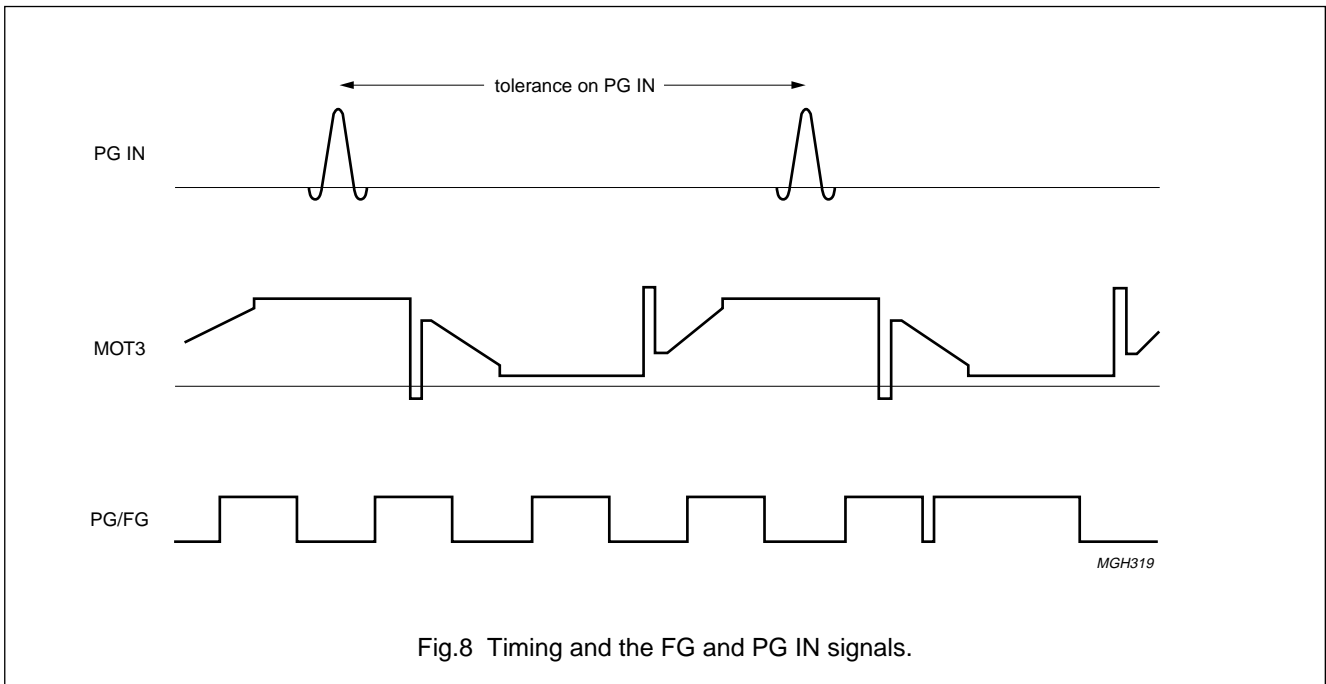 tolerance on PG IN
PG IN
MOT3
PG/FG
MGH319
Fig.8 Timing and the FG and PG IN signals.